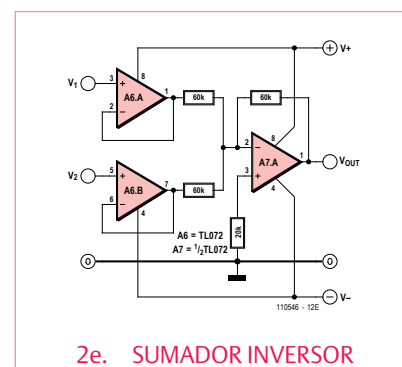 V+
V1
3
8
A6.A
1
2
60k
60k
V2
5
A6.B
7
6
4
60k
2
8
A7.A
1
3
4
VOUT
20k
A6 = TL072
A7 = 1/2TL072
0
0
V–
110546 - 12E
2e. SUMADOR INVERSOR